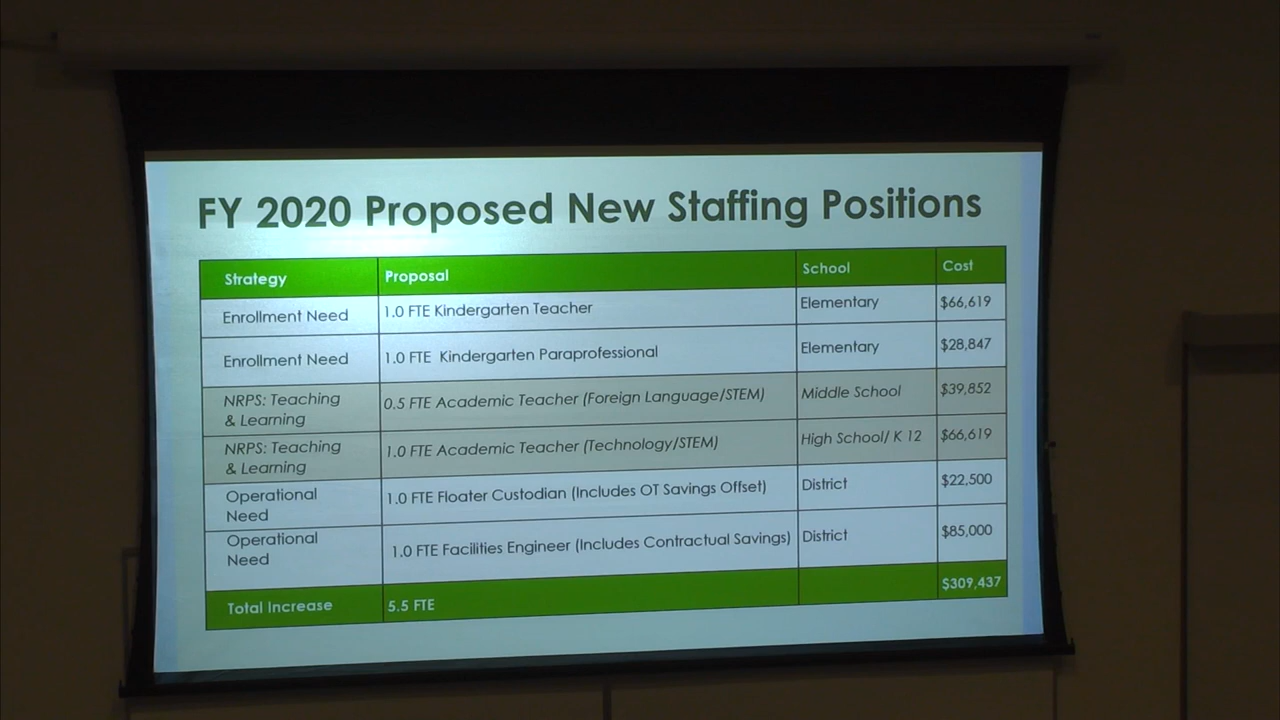 FY 2020 Proposed New Staffing Positions
Strategy Proposal School Cost
Enrollment Need 1.0 FTE Kindergarten Teacher Elementary $66,619
Enrollment Need 1.0 FTE Kindergarten Paraprofessional Elementary $28,847
NRPS: Teaching
& Learning 0.5 FTE Academic Teacher (Foreign Language/STEM) Middle School $39,852
NRPS: Teaching
& Learning 1.0 FTE Academic Teacher (Technology/STEM) High School/ K 12 $66,619
Operational
Need 1.0 FTE Floater Custodian (Includes OT Savings Offset) District $22,500
Operational
Need 1.0 FTE Facilities Engineer (Includes Contractual Savings) District $85,000
Total Increase 5.5 FTE $309,437